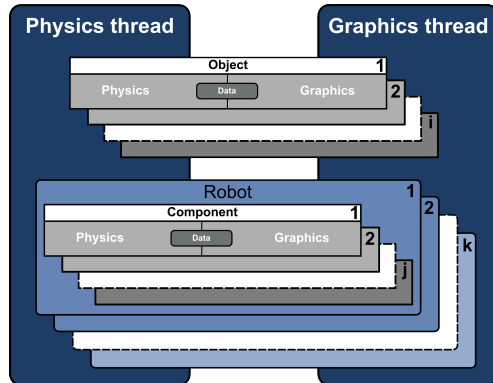 Physics thread Graphics thread
Object 1
Physics Data Graphics 2
i
Robot 1
Component 1 2
Physics Data Graphics 2 k
j